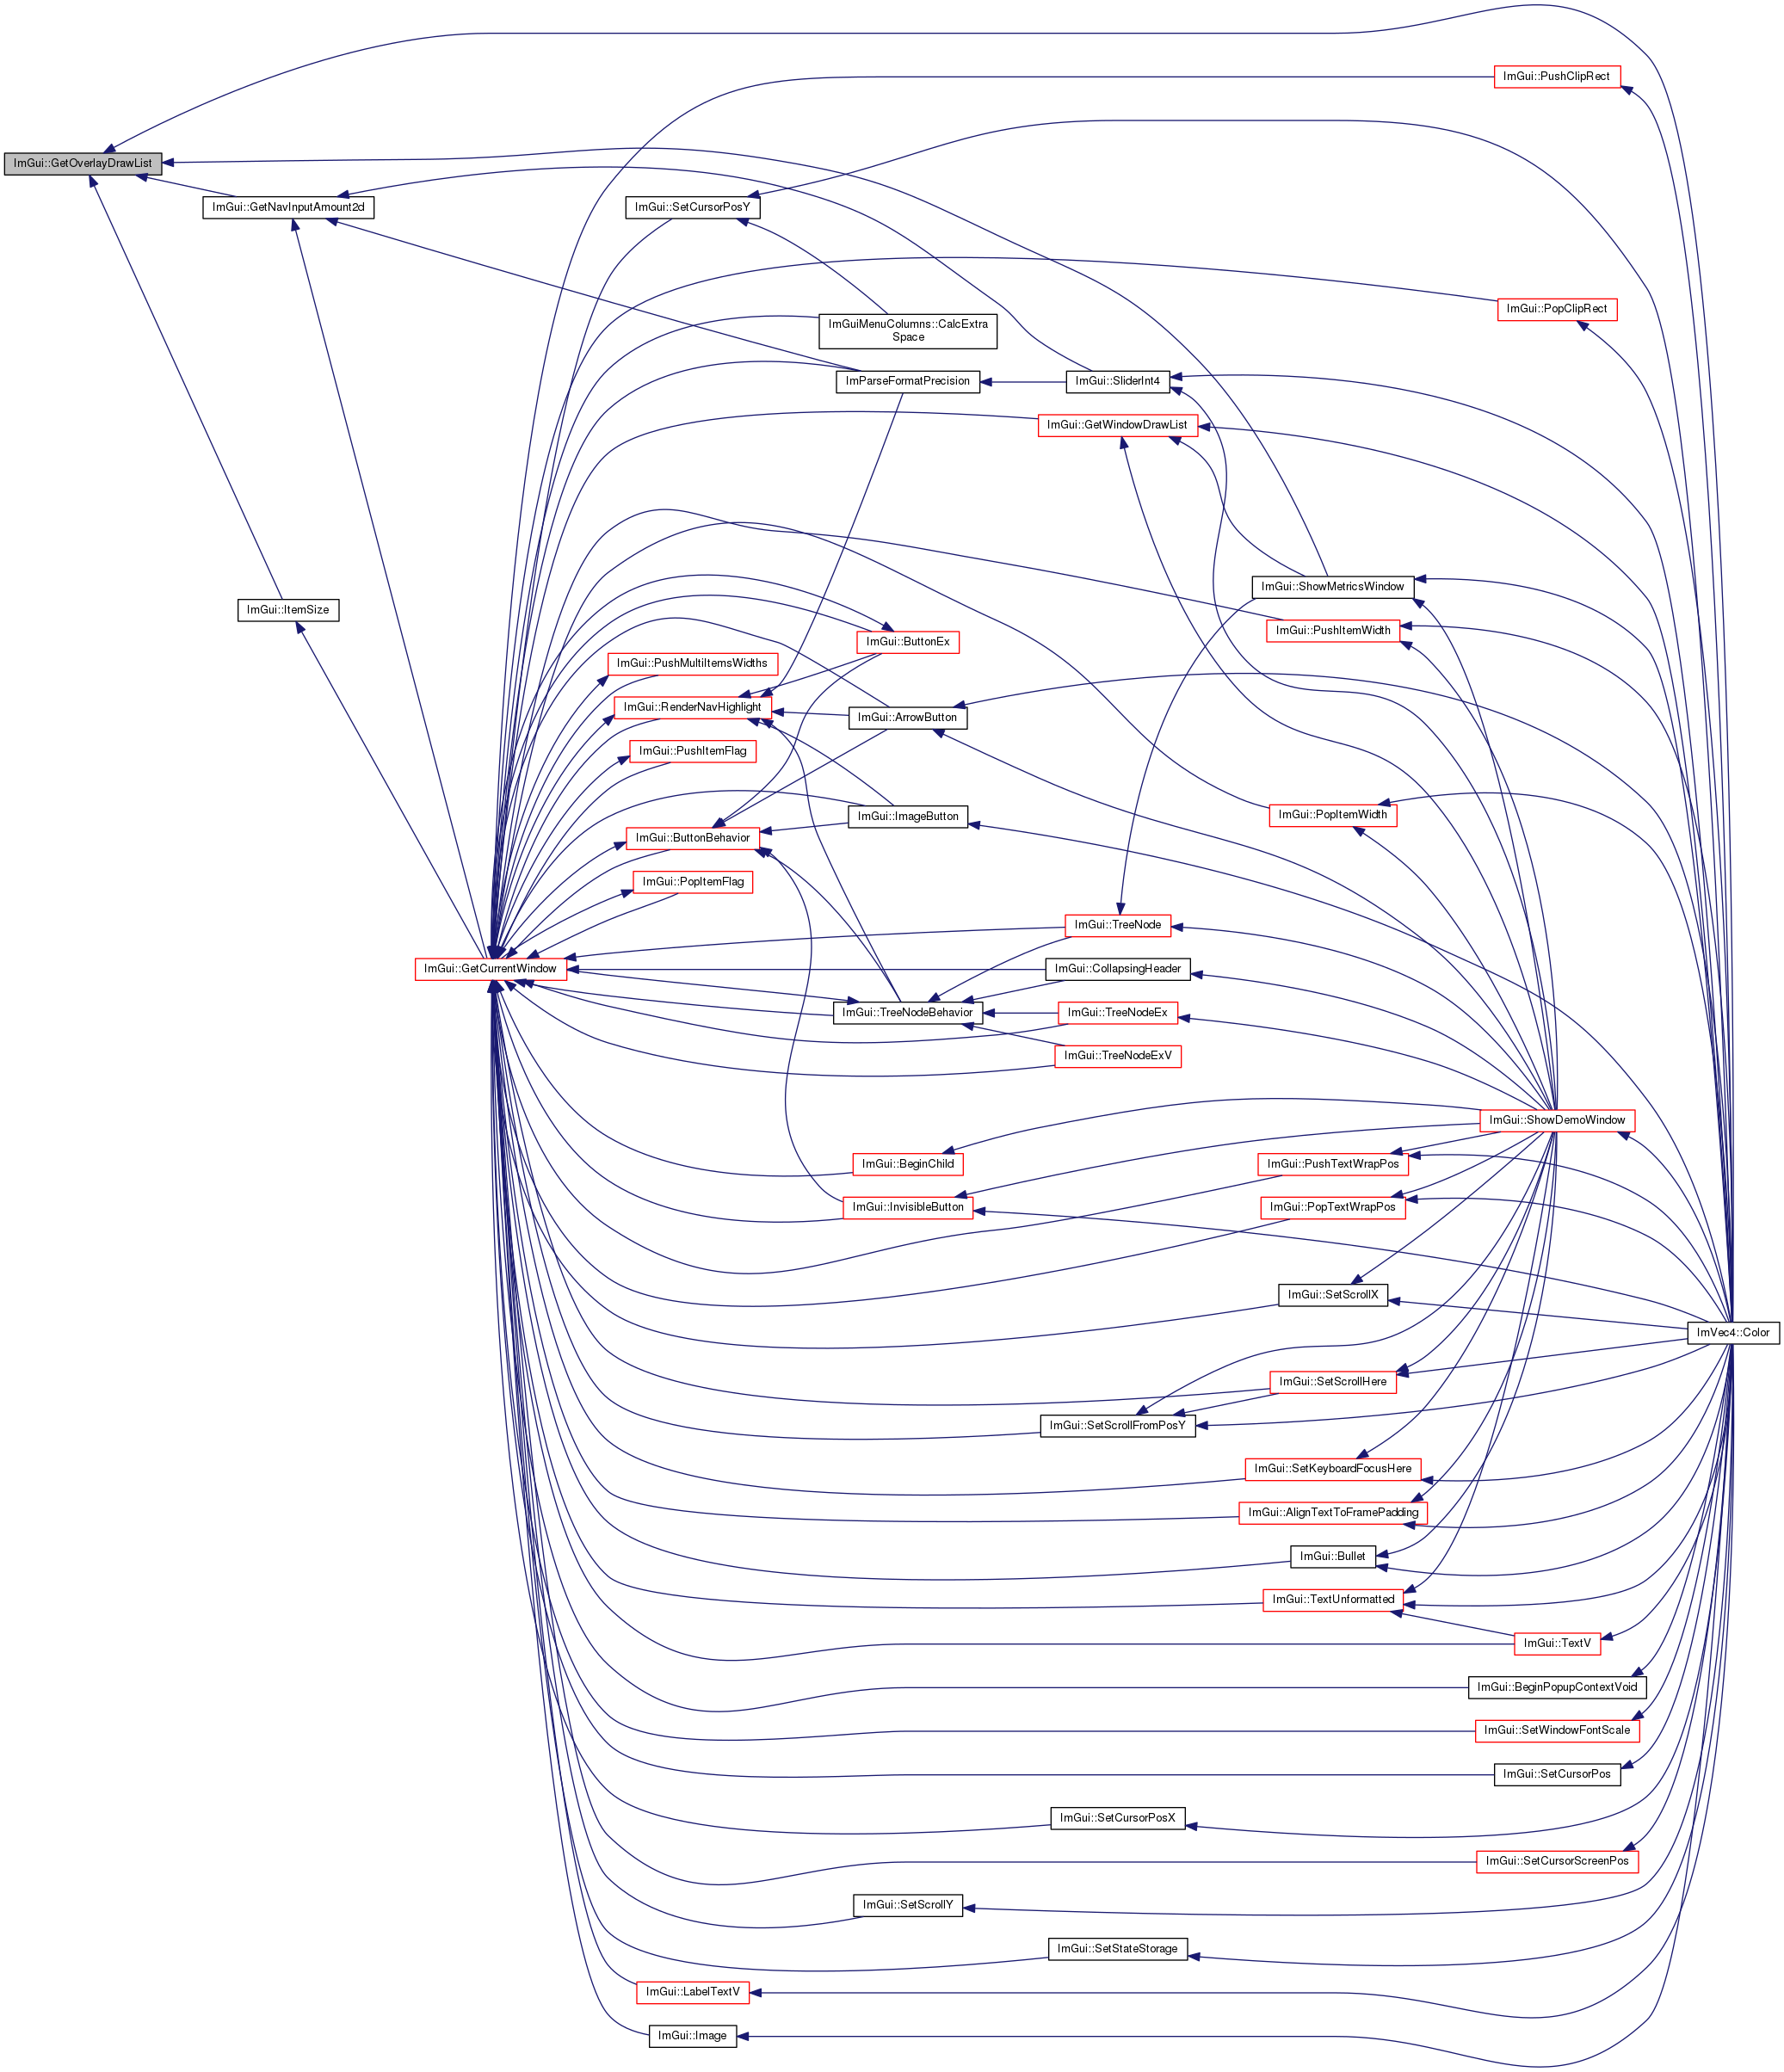 ImGui::PushClipRect
ImGui::GetOverlayDrawList
ImGui::GetNavInputAmount2d
ImGui::SetCursorPosY
ImGui::PopClipRect
ImGuiMenuColumns::CalcExtra
Space
ImParseFormatPrecision
ImGui::SliderInt4
ImGui::GetWindowDrawList
ImGui::ShowMetricsWindow
ImGui::ItemSize
ImGui::PushItemWidth
ImGui::ButtonEx
ImGui::PushMultiItemsWidths
ImGui::RenderNavHighlight
ImGui::ArrowButton
ImGui::PushItemFlag
ImGui::ImageButton
ImGui::PopItemWidth
ImGui::ButtonBehavior
ImGui::PopItemFlag
ImGui::TreeNode
ImGui::GetCurrentWindow
ImGui::CollapsingHeader
ImGui::TreeNodeBehavior
ImGui::TreeNodeEx
ImGui::TreeNodeExV
ImGui::ShowDemoWindow
ImGui::BeginChild
ImGui::PushTextWrapPos
ImGui::InvisibleButton
ImGui::PopTextWrapPos
ImGui::SetScrollX
ImVec4::Color
ImGui::SetScrollHere
ImGui::SetScrollFromPosY
ImGui::SetKeyboardFocusHere
ImGui::AlignTextToFramePadding
ImGui::Bullet
ImGui::TextUnformatted
ImGui::TextV
ImGui::BeginPopupContextVoid
ImGui::SetWindowFontScale
ImGui::SetCursorPos
ImGui::SetCursorPosX
ImGui::SetCursorScreenPos
ImGui::SetScrollY
ImGui::SetStateStorage
ImGui::LabelTextV
ImGui::Image